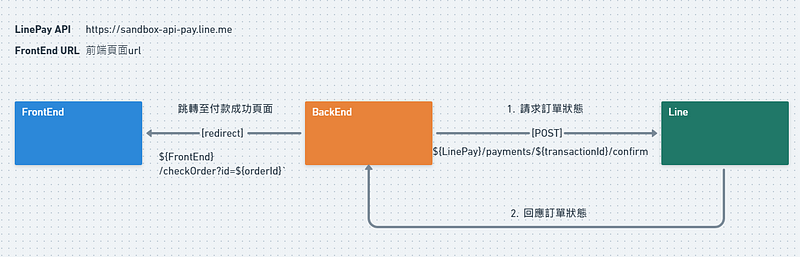 LinePay API https://sandbox-api-pay.line.me
FrontEnd URL 前端頁面url
FrontEnd
跳轉至付款成功頁面
[redirect]
${FrontEnd}
/checkOrder?id=${orderId}`
BackEnd
1. 請求訂單狀態
[POST]
${LinePay}/payments/${transactionId}/confirm
Line
2. 回應訂單狀態